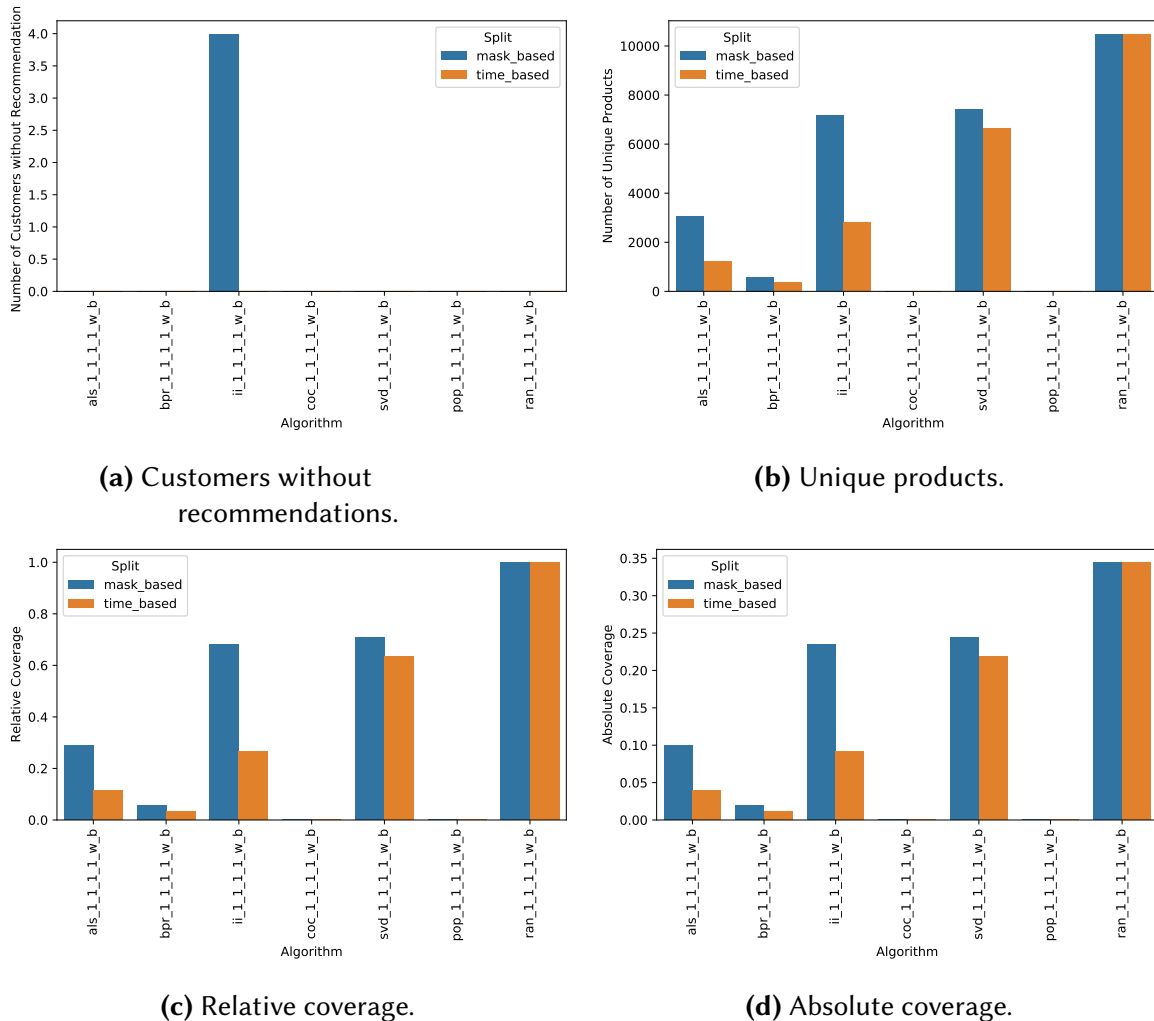 Number of Customers without Recommendation
4.0
3.5
3.0
2.5
2.0
1.5
1.0
0.5
0.0
Split
mask_based
time_based
als_1_1_1_1_w_b
bpr_1_1_1_1_w_b
ii_1_1_1_1_w_b
coc_1_1_1_1_w_b
svd_1_1_1_1_w_b
pop_1_1_1_1_w_b
ran_1_1_1_1_w_b
Algorithm
(a) Customers without
recommendations.
Number of Unique Products
10000
8000
6000
4000
2000
0
Split
mask_based
time_based
als_1_1_1_1_w_b
bpr_1_1_1_1_w_b
ii_1_1_1_1_w_b
coc_1_1_1_1_w_b
svd_1_1_1_1_w_b
pop_1_1_1_1_w_b
ran_1_1_1_1_w_b
Algorithm
(b) Unique products.
Relative Coverage
1.0
0.8
0.6
0.4
0.2
0.0
Split
mask_based
time_based
als_1_1_1_1_w_b
bpr_1_1_1_1_w_b
ii_1_1_1_1_w_b
coc_1_1_1_1_w_b
svd_1_1_1_1_w_b
pop_1_1_1_1_w_b
ran_1_1_1_1_w_b
Algorithm
(c) Relative coverage.
Absolute Coverage
0.35
0.30
0.25
0.20
0.15
0.10
0.05
0.00
Split
mask_based
time_based
als_1_1_1_1_w_b
bpr_1_1_1_1_w_b
ii_1_1_1_1_w_b
coc_1_1_1_1_w_b
svd_1_1_1_1_w_b
pop_1_1_1_1_w_b
ran_1_1_1_1_w_b
Algorithm
(d) Absolute coverage.